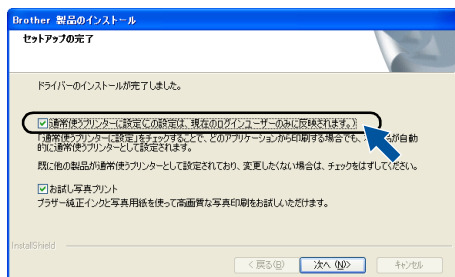 Brother 製品のインストール
セットアップの完了
ドライバーのインストールが完了しました。
通常使うプリンターに設定(この設定は、現在のログインユーザーのみに反映されます。)
「通常使うプリンターに設定」をチェックすることで、どのアプリケーションから印刷する場合でも、 が自動
的に通常使うプリンターとして設定されます。
既に他の製品が通常使うプリンターとして設定されており、変更したくない場合は、チェックをはずしてください。
お試し写真プリント
ブラザー純正インクと写真用紙を使って高画質な写真印刷をお試しいただけます。
InstallShield
< 戻る(B)
次へ (N)>
キャンセル